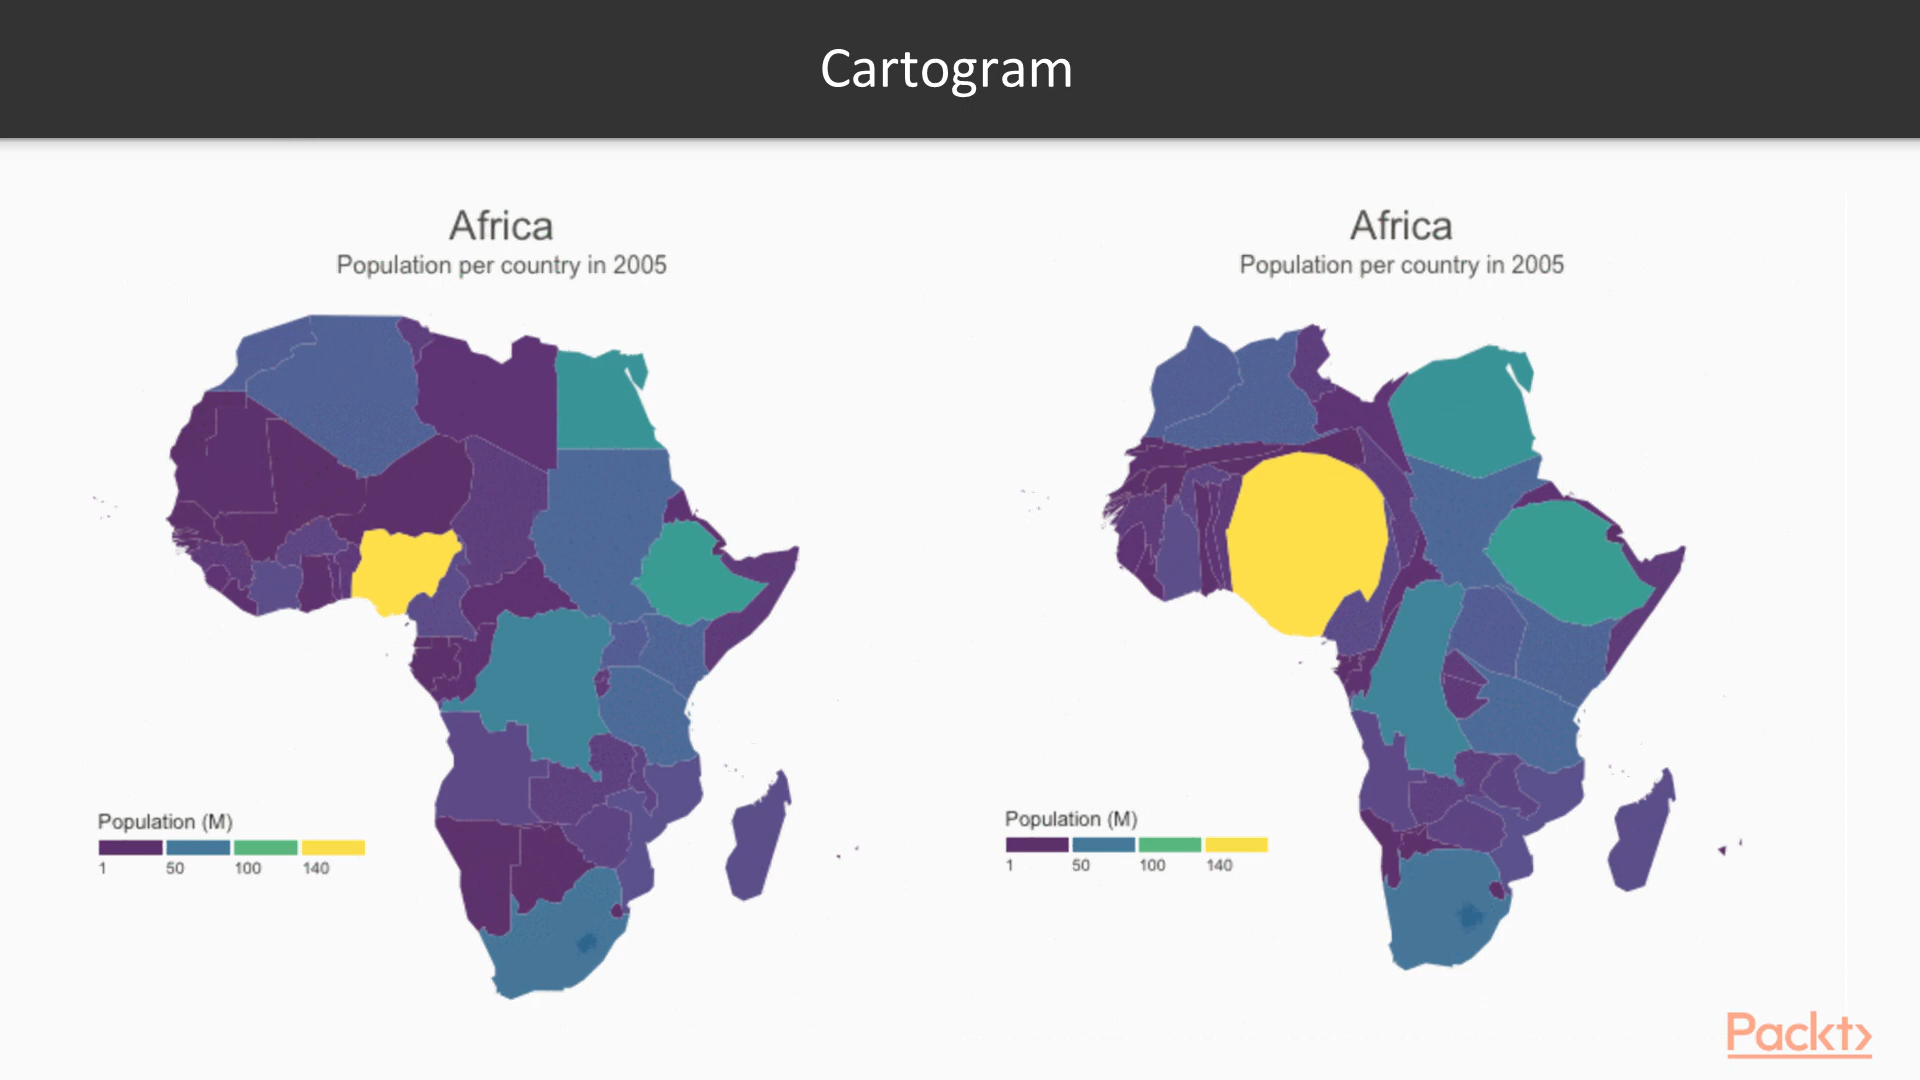 Cartogram
Africa
Population per country in 2005
Population (M)
1 50 100 140
Africa
Population per country in 2005
Population (M)
1 50 100 140
Packt>